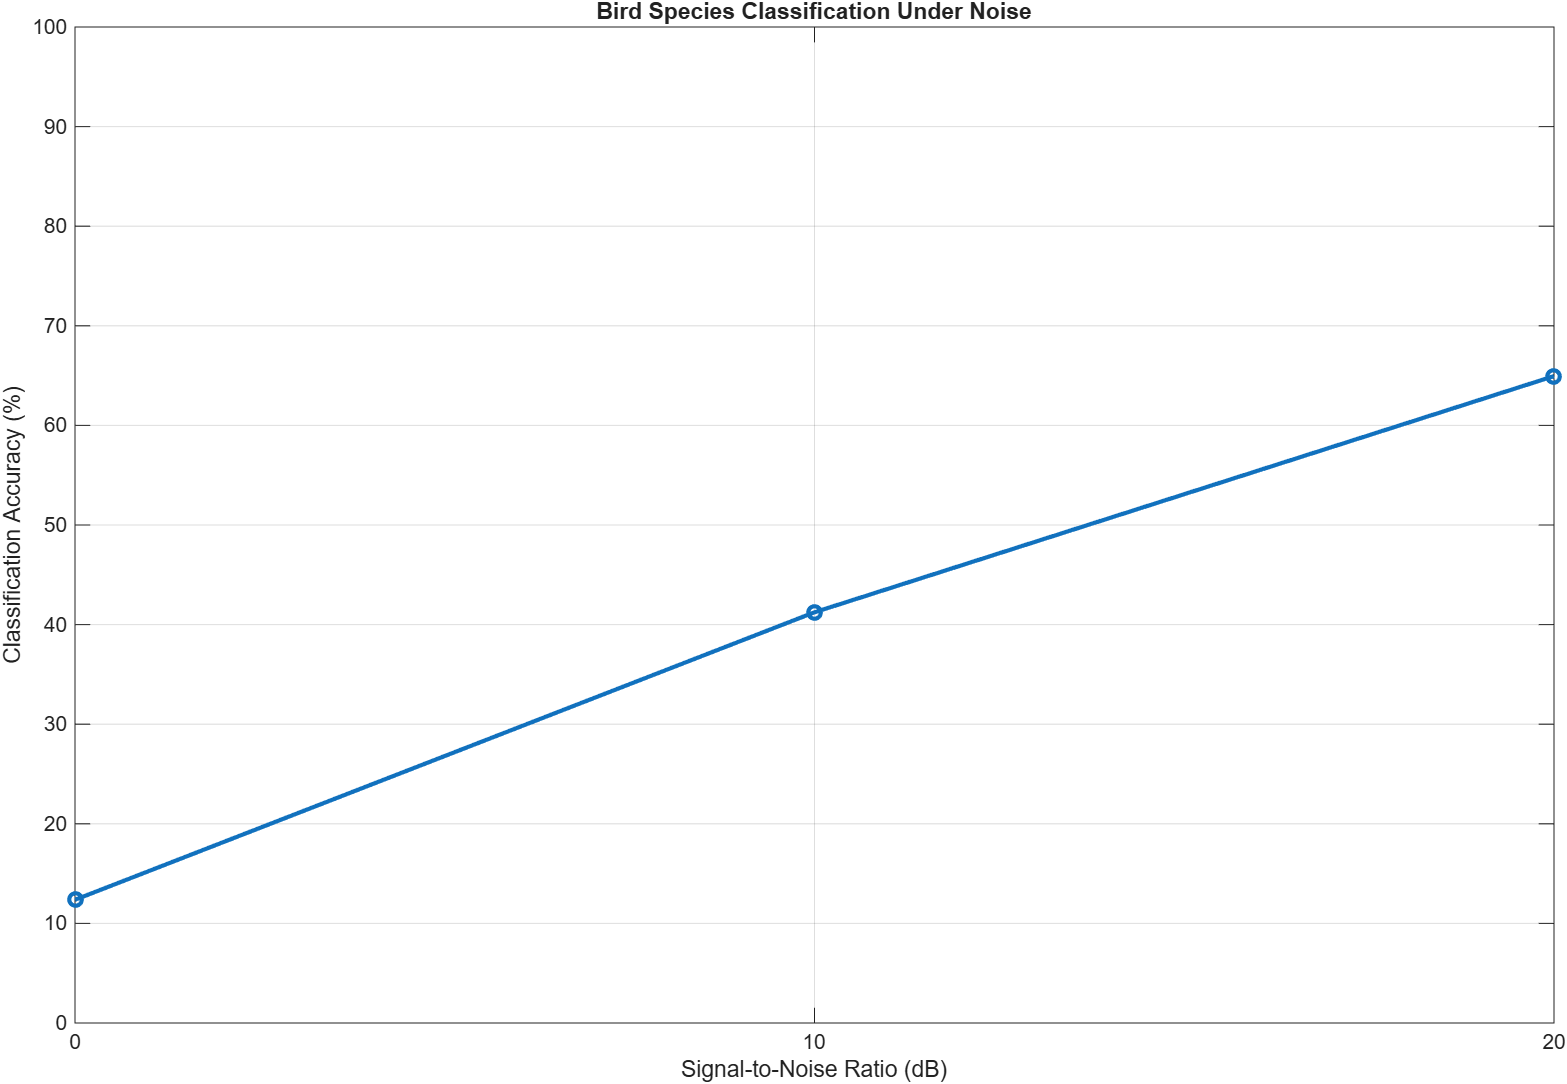 Bird Species Classification Under Noise
100
90
80
70
60
50
40
30
20
10
0
Classification Accuracy (%)
0 10 20
Signal-to-Noise Ratio (dB)